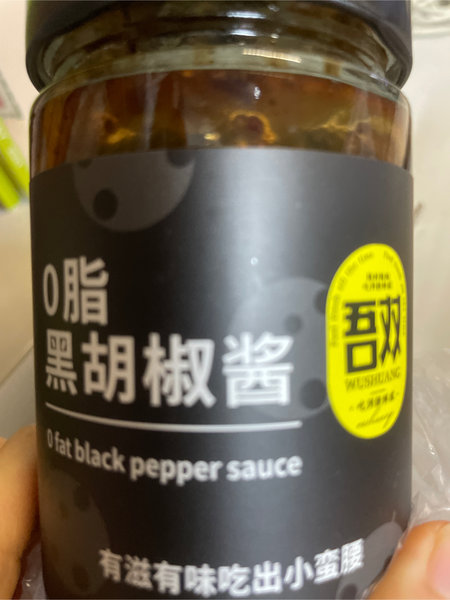 0脂
黑胡椒酱
0 fat black pepper sauce
吾双
WUSHUANG
有滋有味吃出小蛮腰